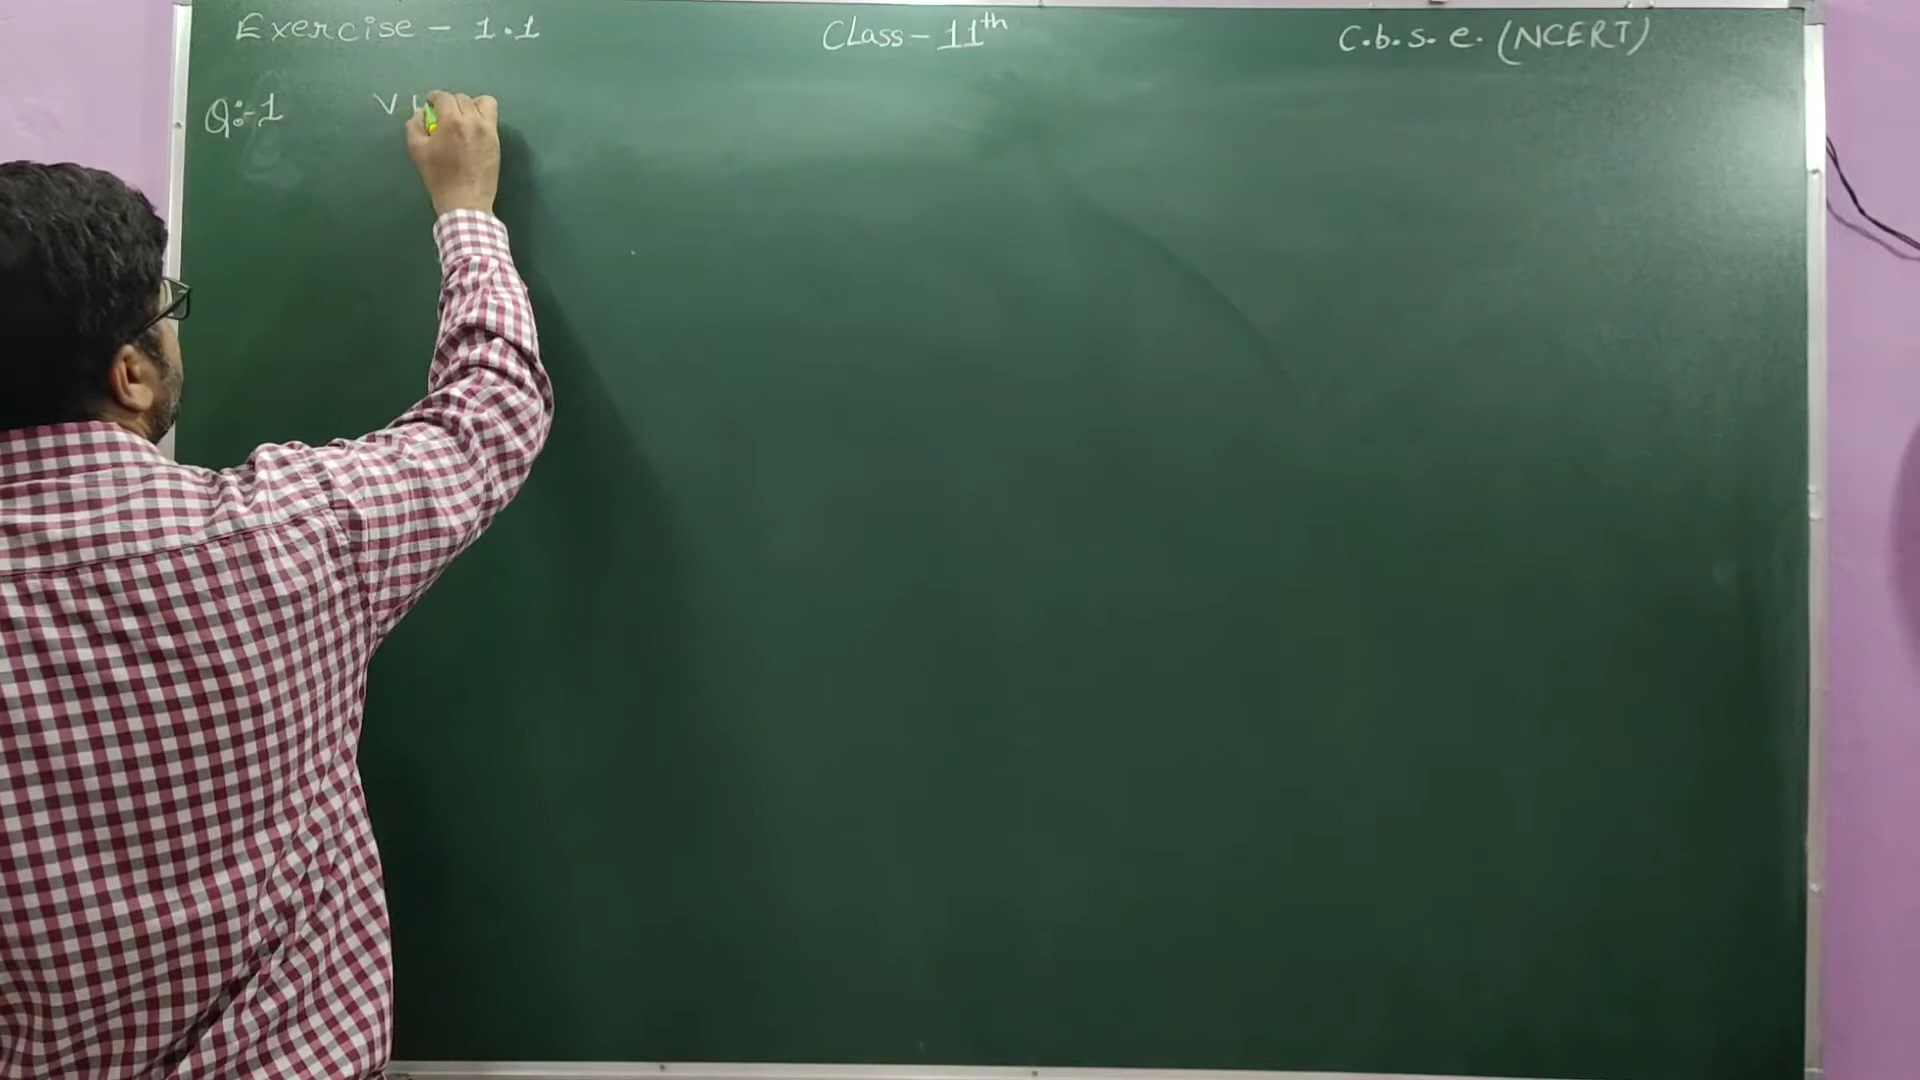 Exercise - 1.1
Class - 11th
C.b.s.e. (NCERT)
Q:-1